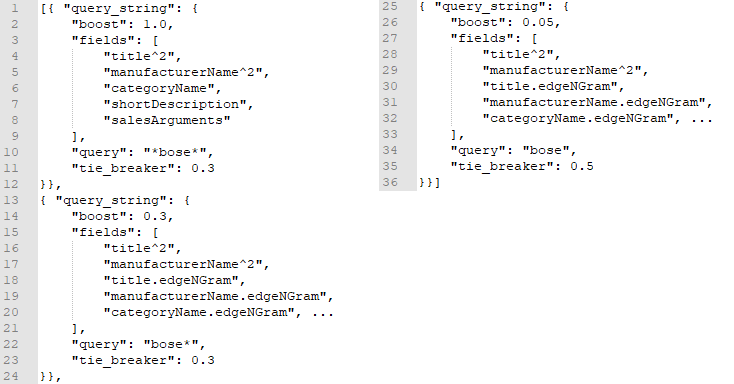 1 [{ "query_string": {
2     "boost": 1.0,
3     "fields": [
4         "title^2",
5         "manufacturerName^2",
6         "categoryName",
7         "shortDescription",
8         "salesArguments"
9     ],
10     "query": "*bose*",
11     "tie_breaker": 0.3
12 }},
13 { "query_string": {
14     "boost": 0.3,
15     "fields": [
16         "title^2",
17         "manufacturerName^2",
18         "title.edgeNGram",
19         "manufacturerName.edgeNGram",
20         "categoryName.edgeNGram", ...
21     ],
22     "query": "bose*",
23     "tie_breaker": 0.3
24 }},
25 { "query_string": {
26     "boost": 0.05,
27     "fields": [
28         "title^2",
29         "manufacturerName^2",
30         "title.edgeNGram",
31         "manufacturerName.edgeNGram",
32         "categoryName.edgeNGram", ...
33     ],
34     "query": "bose",
35     "tie_breaker": 0.5
36 }}]